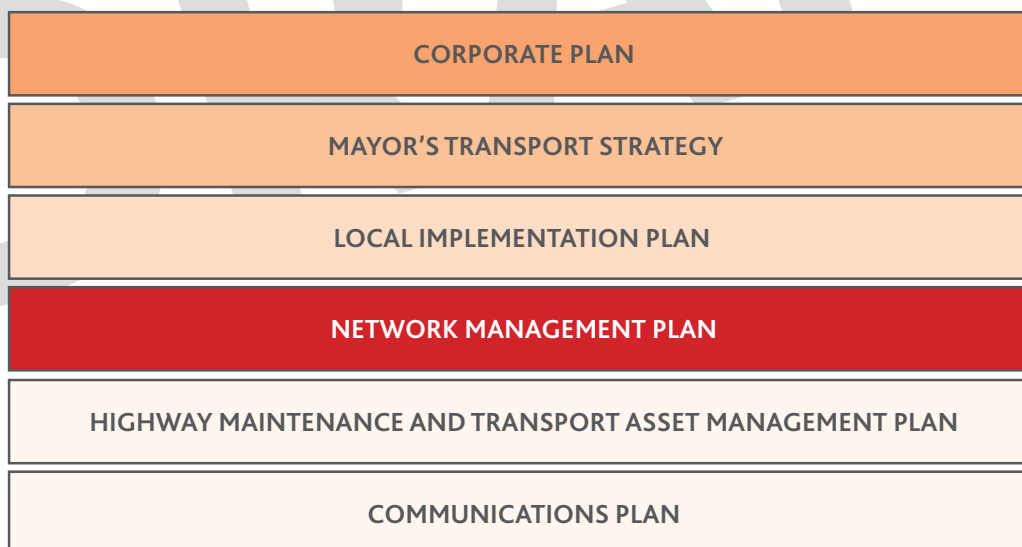 CORPORATE PLAN
MAYOR'S TRANSPORT STRATEGY
LOCAL IMPLEMENTATION PLAN
NETWORK MANAGEMENT PLAN
HIGHWAY MAINTENANCE AND TRANSPORT ASSET MANAGEMENT PLAN
COMMUNICATIONS PLAN